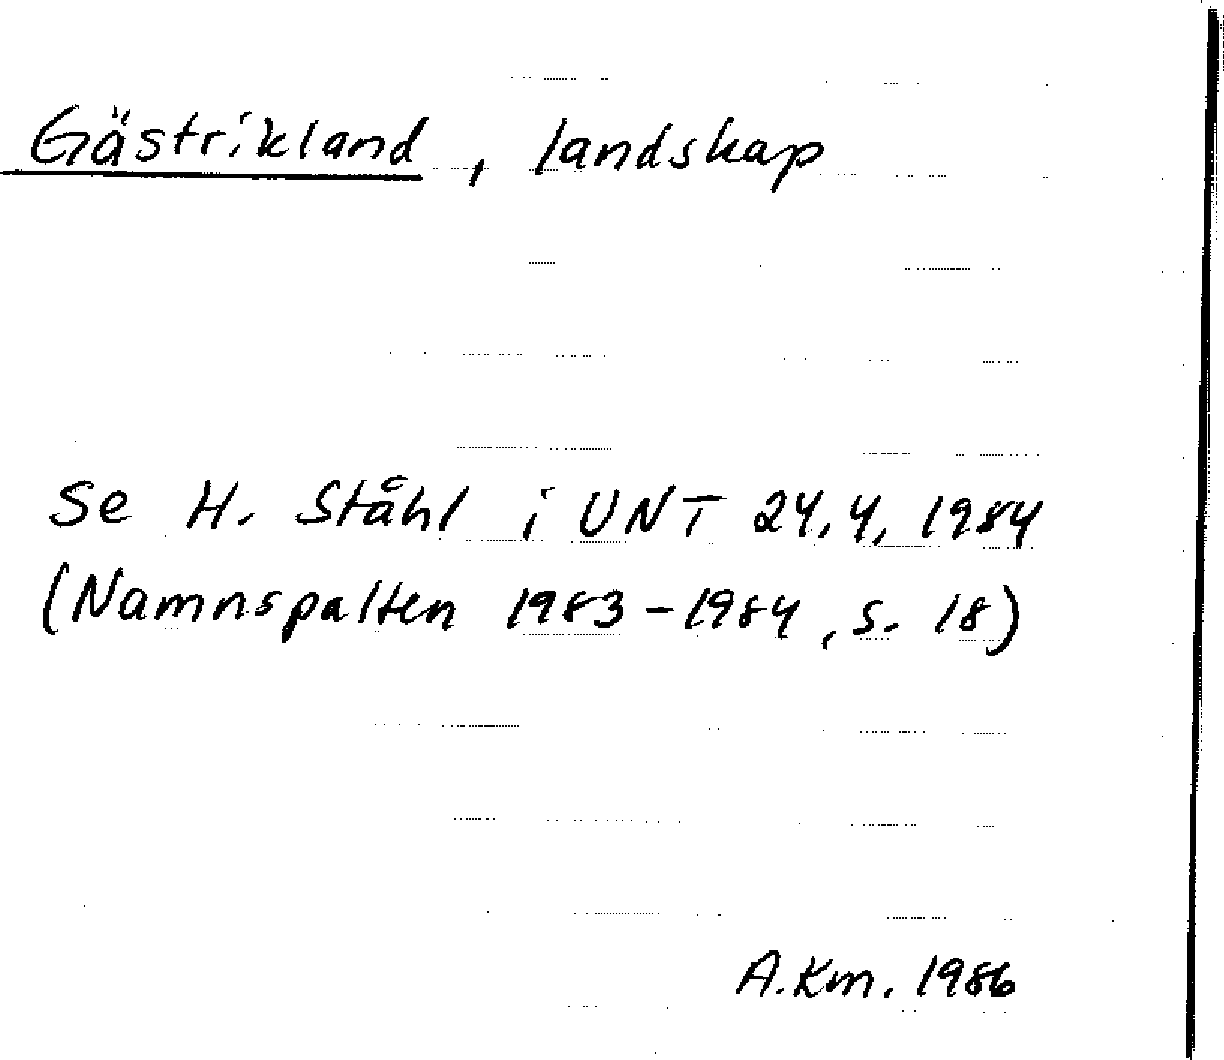 Gästrikland, landskap
Se H. Ståhl i UNT 24.4. 1984
(Namnspalten 1983-1984, s. 18)
A.Km. 1986